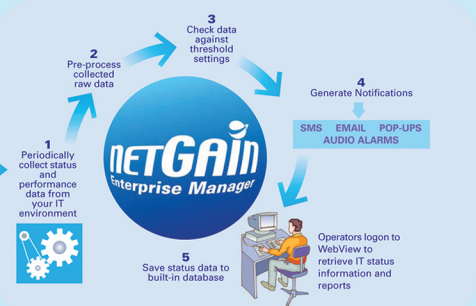 1
Periodically
collect status
and
performance
data from
your IT
environment
2
Pre-process
collected
raw data
3
Check data
against
threshold
settings
4
Generate Notifications
SMS EMAIL POP-UPS
AUDIO ALARMS
netGain
Enterprise Manager
5
Save status data to
built-in database
Operators logon to
WebView to
retrieve IT status
information and
reports